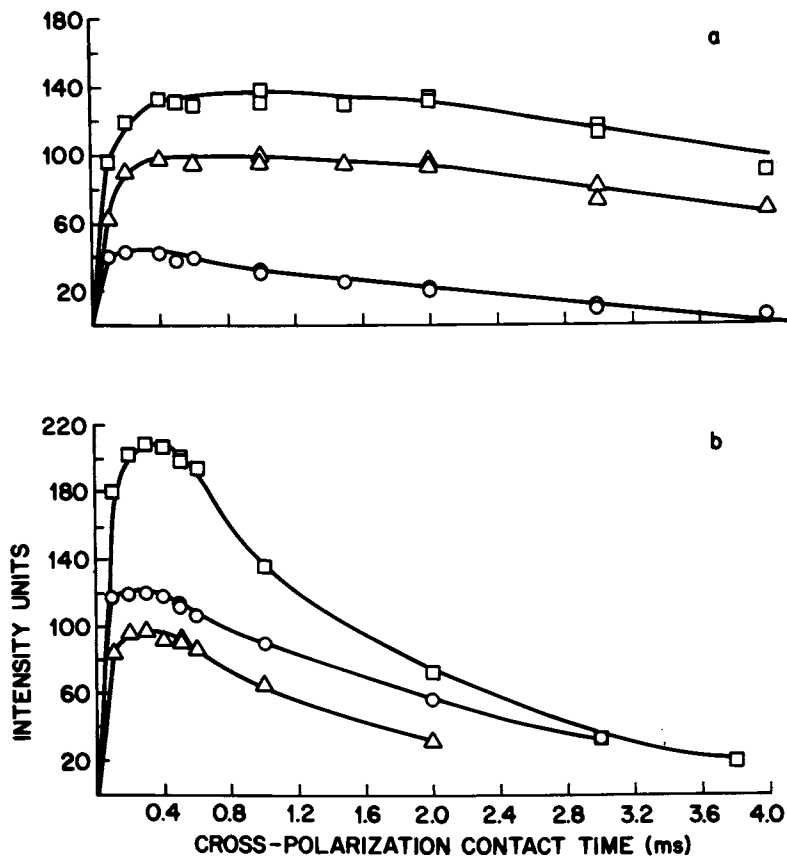 a
180
140
100
60
20
b
220
180
140
100
60
20
INTENSITY UNITS
0.4 0.8 1.2 1.6 2.0 2.4 2.8 3.2 3.6 4.0
CROSS-POLARIZATION CONTACT TIME (ms)